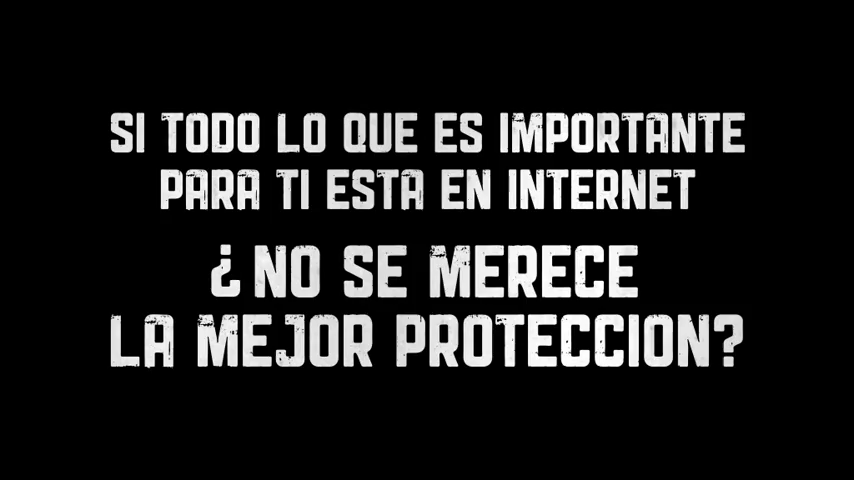 SI TODO LO QUE ES IMPORTANTE
PARA TI ESTA EN INTERNET
¿NO SE MERECE
LA MEJOR PROTECCION?